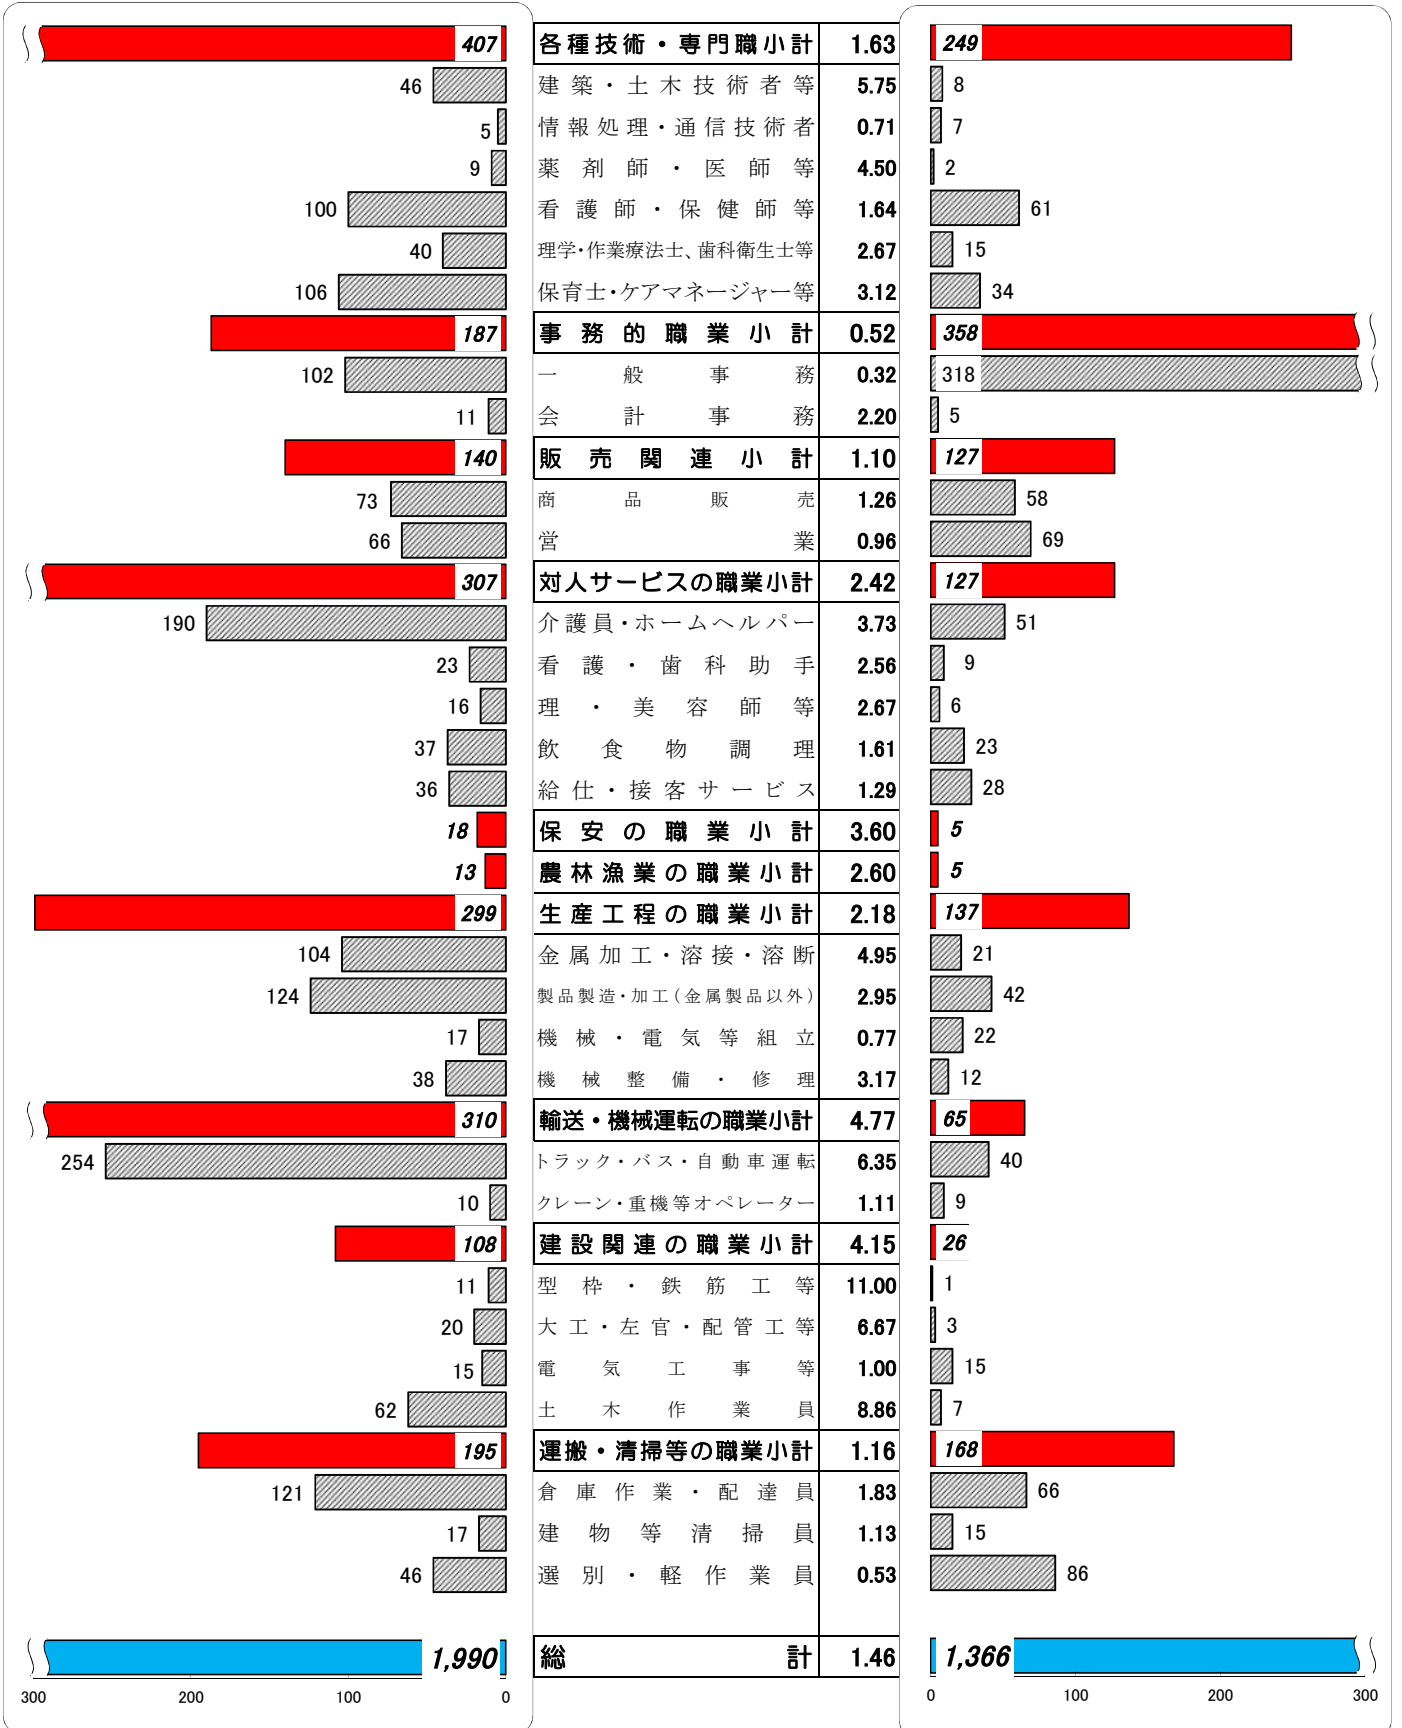 407 各種技術・専門職小計 1.63 249
46 建築・土木技術者等 5.75 8
5 情報処理・通信技術者 0.71 7
9 薬剤師・医師等 4.50 2
100 看護師・保健師等 1.64 61
40 理学・作業療法士、歯科衛生士等 2.67 15
106 保育士・ケアマネージャー等 3.12 34
187 事務的職業小計 0.52 358
102 一般事務 0.32 318
11 会計事務 2.20 5
140 販売関連小計 1.10 127
73 商品販売 1.26 58
66 営業 0.96 69
307 対人サービスの職業小計 2.42 127
190 介護員・ホームヘルパー 3.73 51
23 看護・歯科助手 2.56 9
16 理・美容師等 2.67 6
37 飲食物調理 1.61 23
36 給仕・接客サービス 1.29 28
18 保安の職業小計 3.60 5
13 農林漁業の職業小計 2.60 5
299 生産工程の職業小計 2.18 137
104 金属加工・溶接・溶断 4.95 21
124 製品製造・加工(金属製品以外) 2.95 42
17 機械・電気等組立 0.77 22
38 機械整備・修理 3.17 12
310 輸送・機械運転の職業小計 4.77 65
254 トラック・バス・自動車運転 6.35 40
10 クレーン・重機等オペレーター 1.11 9
108 建設関連の職業小計 4.15 26
11 型枠・鉄筋工等 11.00 1
20 大工・左官・配管工等 6.67 3
15 電気工事等 1.00 15
62 土木作業員 8.86 7
195 運搬・清掃等の職業小計 1.16 168
121 倉庫作業・配達員 1.83 66
17 建物等清掃員 1.13 15
46 選別・軽作業員 0.53 86
1,990 総計 1.46 1,366
300 200 100 0 0 100 200 300